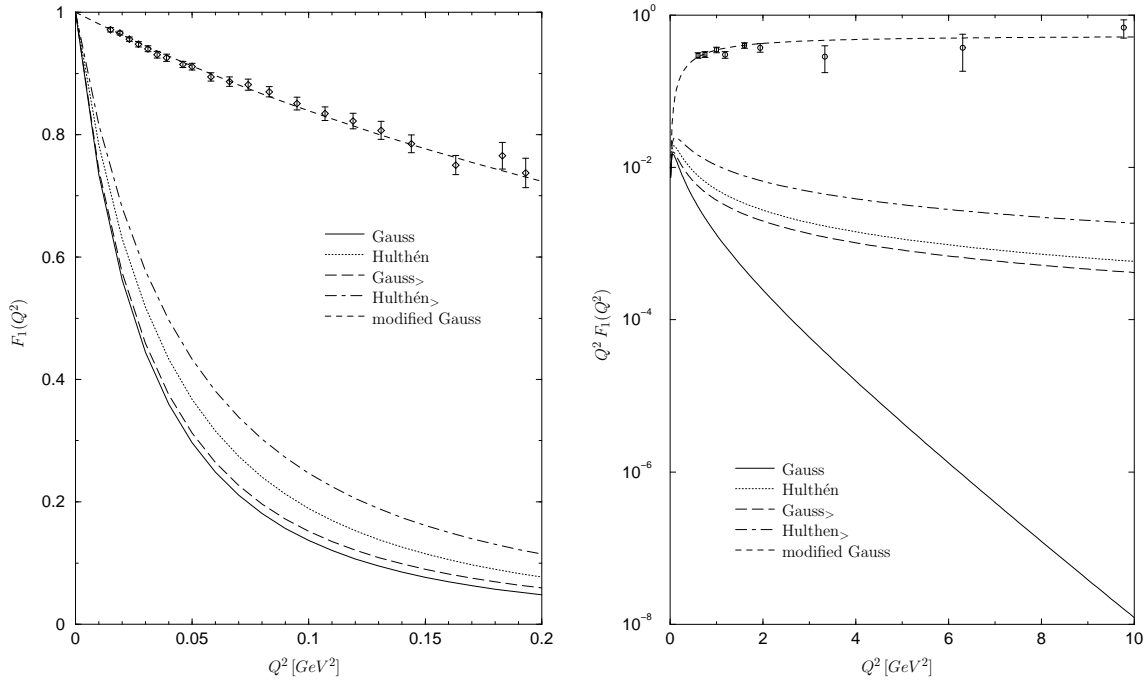 1
0.8
0.6
0.4
0.2
0
F₁(Q²)
Gauss
Hulthén
Gauss>
Hulthén>
modified Gauss
0 0.05 0.1 0.15 0.2
Q² [GeV²]
10⁰
10⁻²
10⁻⁴
10⁻⁶
10⁻⁸
Q² F₁(Q²)
Gauss
Hulthén
Gauss>
Hulthen>
modified Gauss
0 2 4 6 8 10
Q² [GeV²]